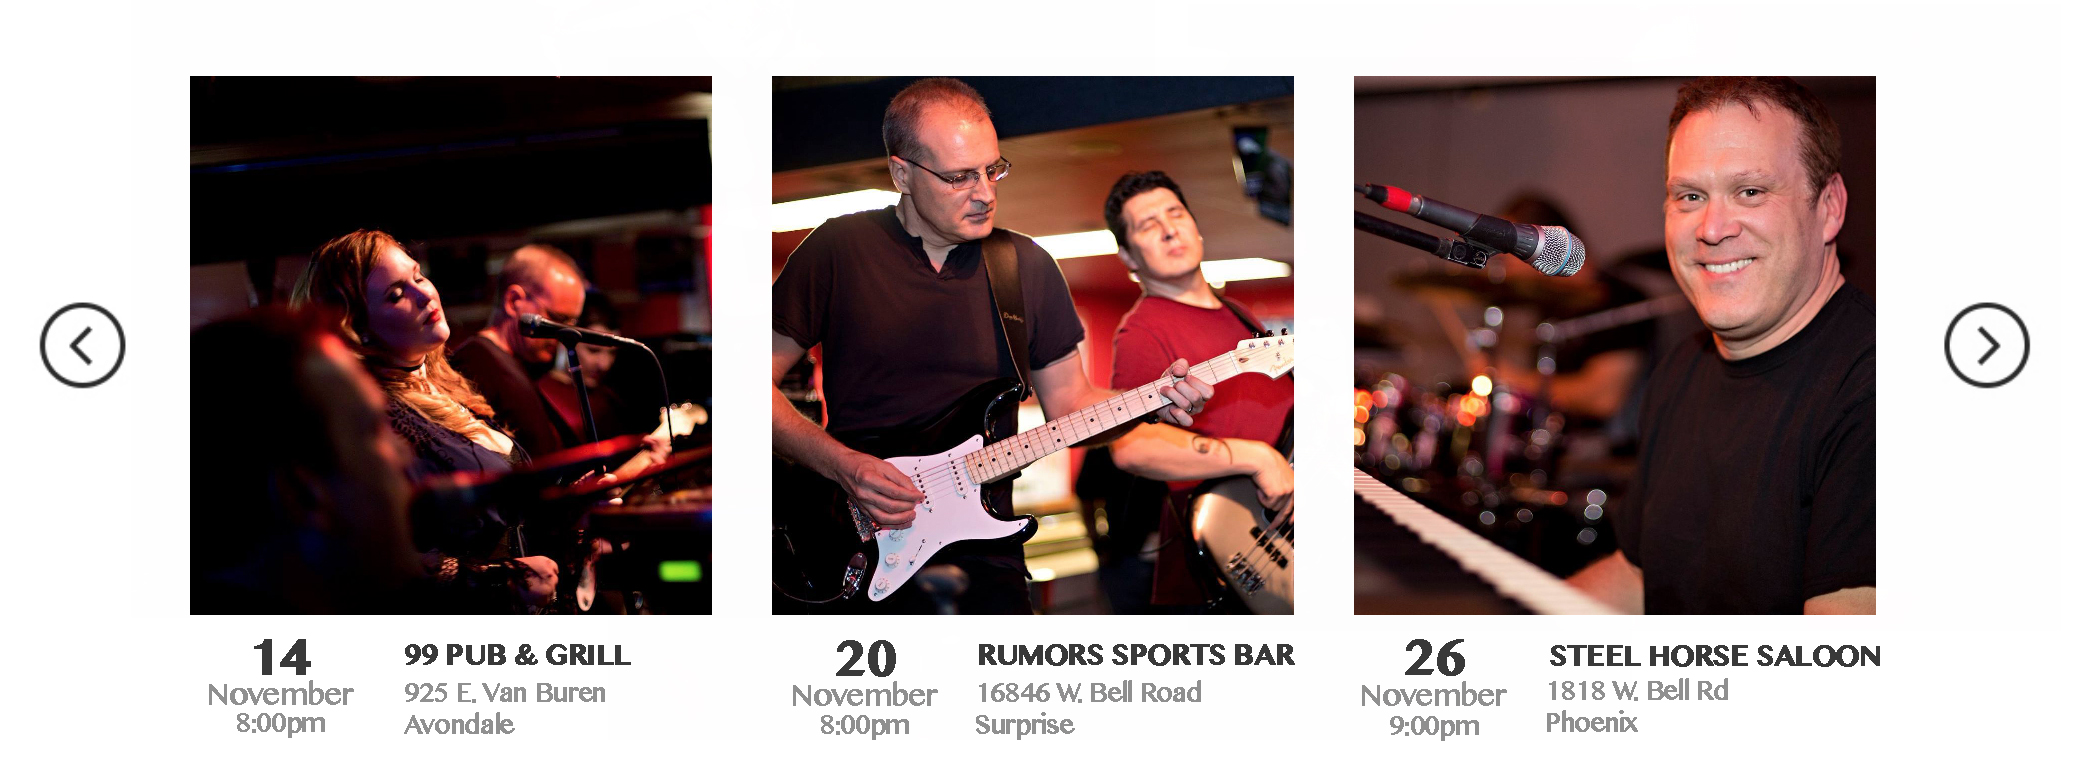 14
November
8:00pm
99 PUB & GRILL
925 E. Van Buren
Avondale
20
November
8:00pm
RUMORS SPORTS BAR
16846 W. Bell Road
Surprise
26
November
9:00pm
STEEL HORSE SALOON
1818 W. Bell Rd
Phoenix